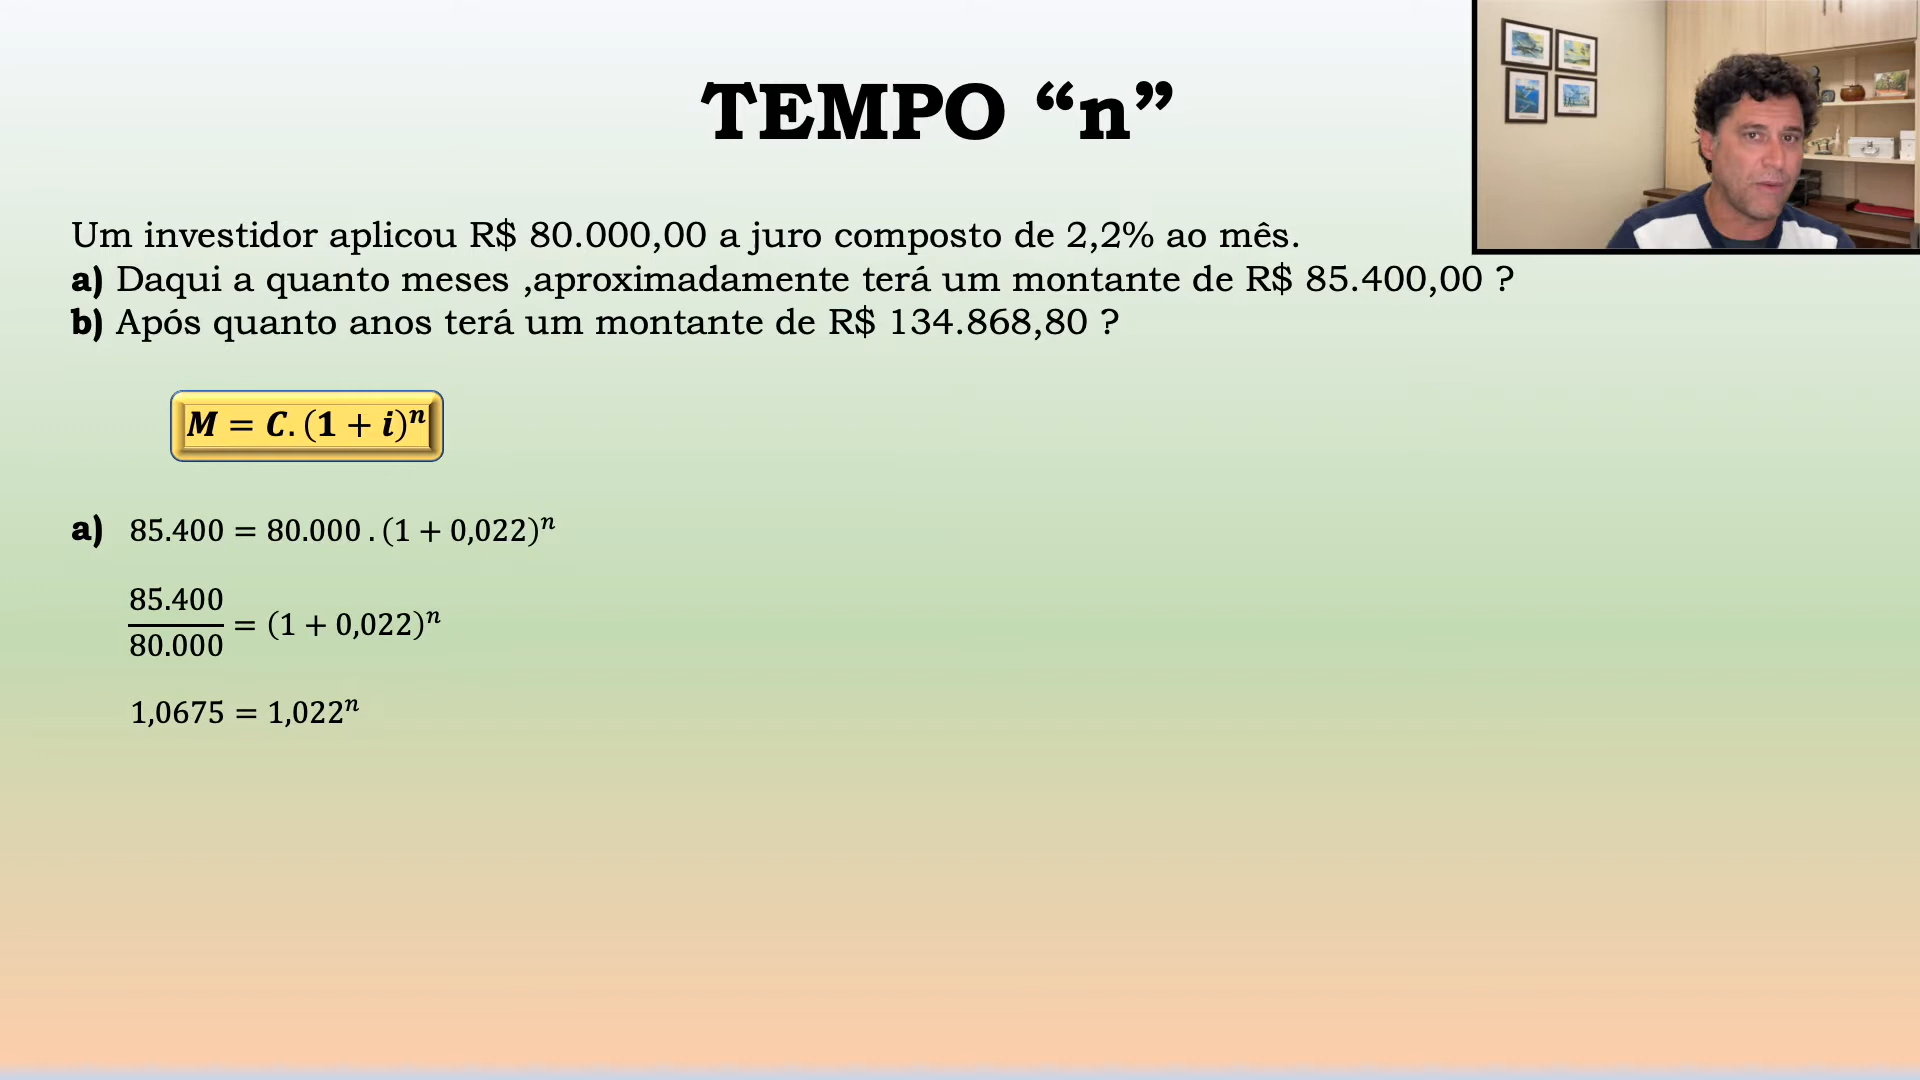 TEMPO “n”
Um investidor aplicou R$ 80.000,00 a juro composto de 2,2% ao mês.
a) Daqui a quanto meses ,aproximadamente terá um montante de R$ 85.400,00 ?
b) Após quanto anos terá um montante de R$ 134.868,80 ?
M = C. (1 + i)ⁿ
a) 85.400 = 80.000 . (1 + 0,022)ⁿ
85.400
80.000
= (1 + 0,022)ⁿ
1,0675 = 1,022ⁿ